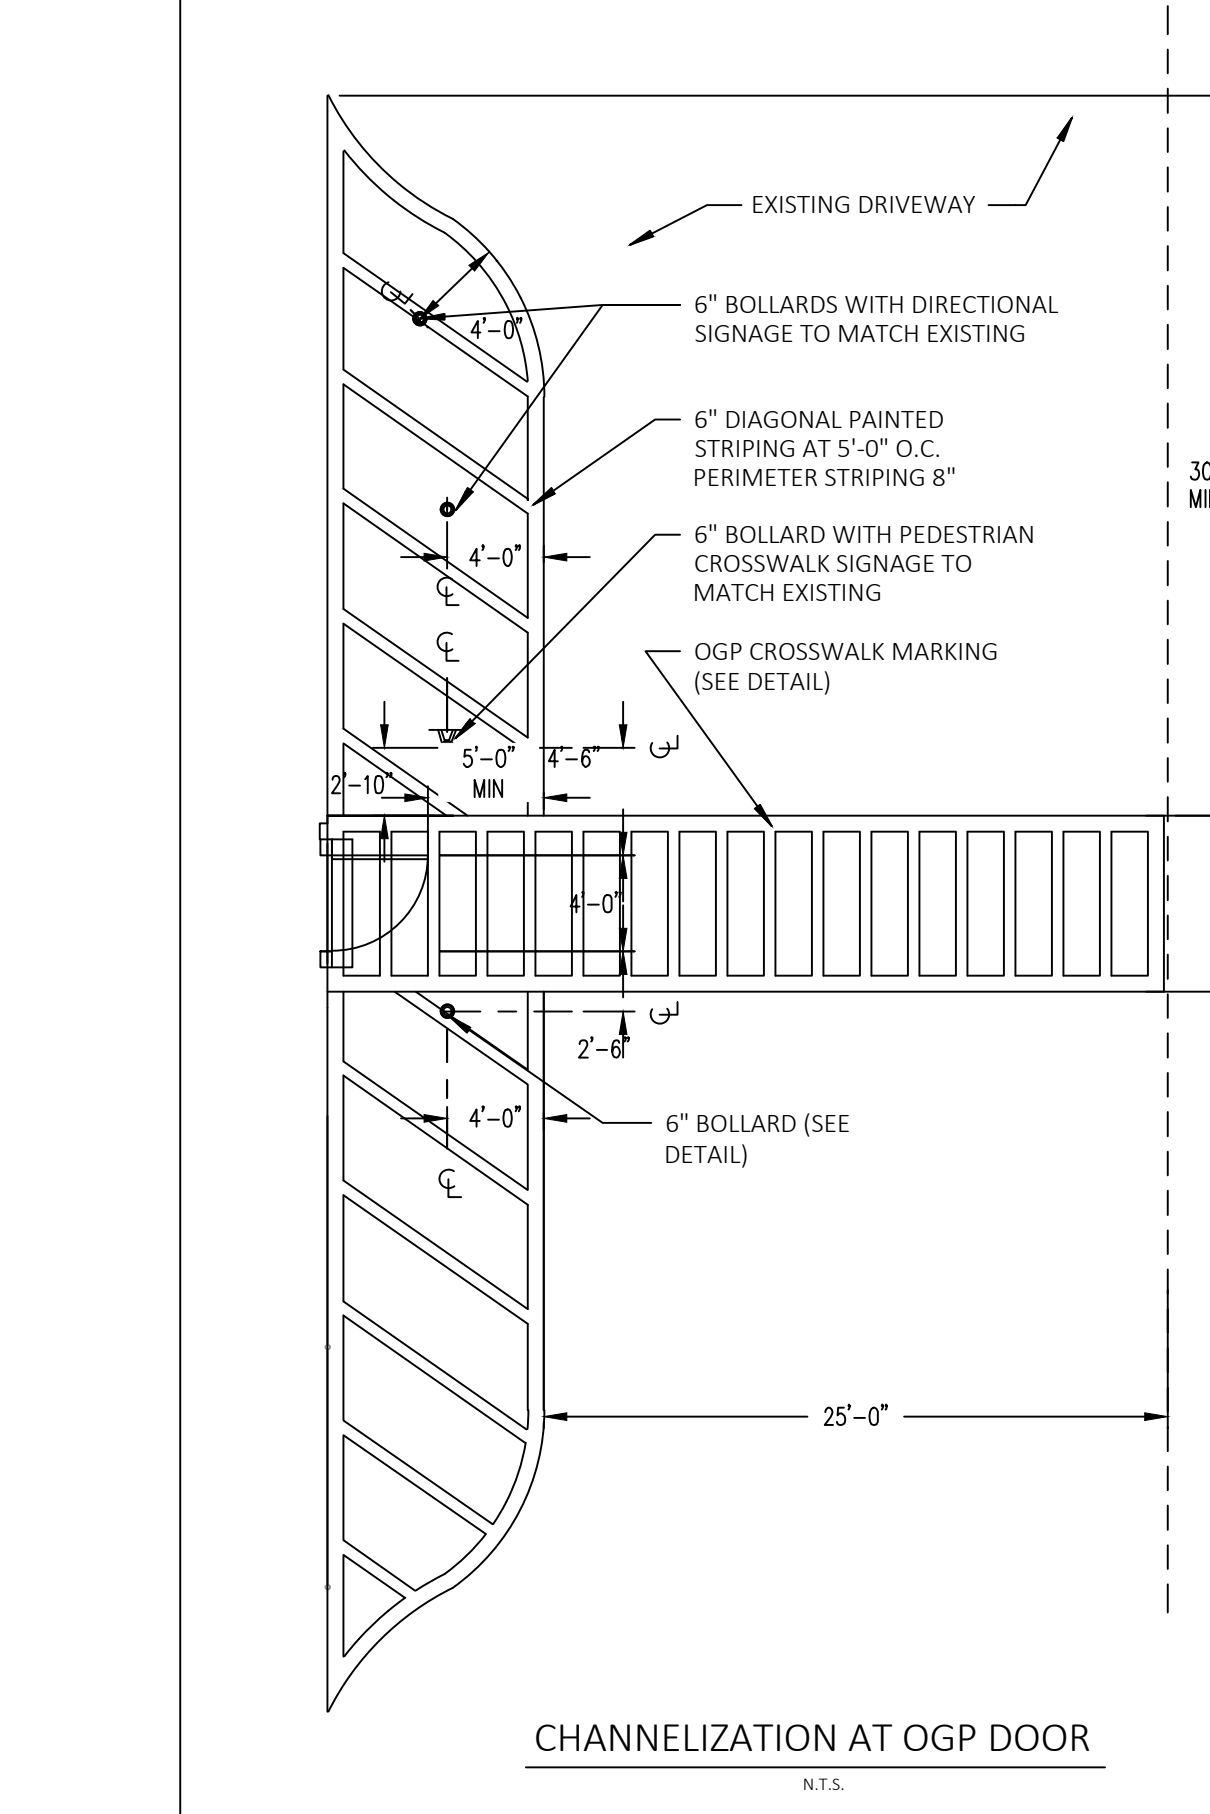 EXISTING DRIVEWAY
6" BOLLARDS WITH DIRECTIONAL
SIGNAGE TO MATCH EXISTING
4'-0"
6" DIAGONAL PAINTED
STRIPING AT 5'-0" O.C.
PERIMETER STRIPING 8"
30
6" BOLLARD WITH PEDESTRIAN
CROSSWALK SIGNAGE TO
MATCH EXISTING
4'-0"
℄
℄
℄
OGP CROSSWALK MARKING
(SEE DETAIL)
℄
5'-0"
MIN
4'-6"
2'-10"
4'-0"
℄
2'-6"
4'-0"
6" BOLLARD (SEE
DETAIL)
℄
25'-0"
CHANNELIZATION AT OGP DOOR
N.T.S.